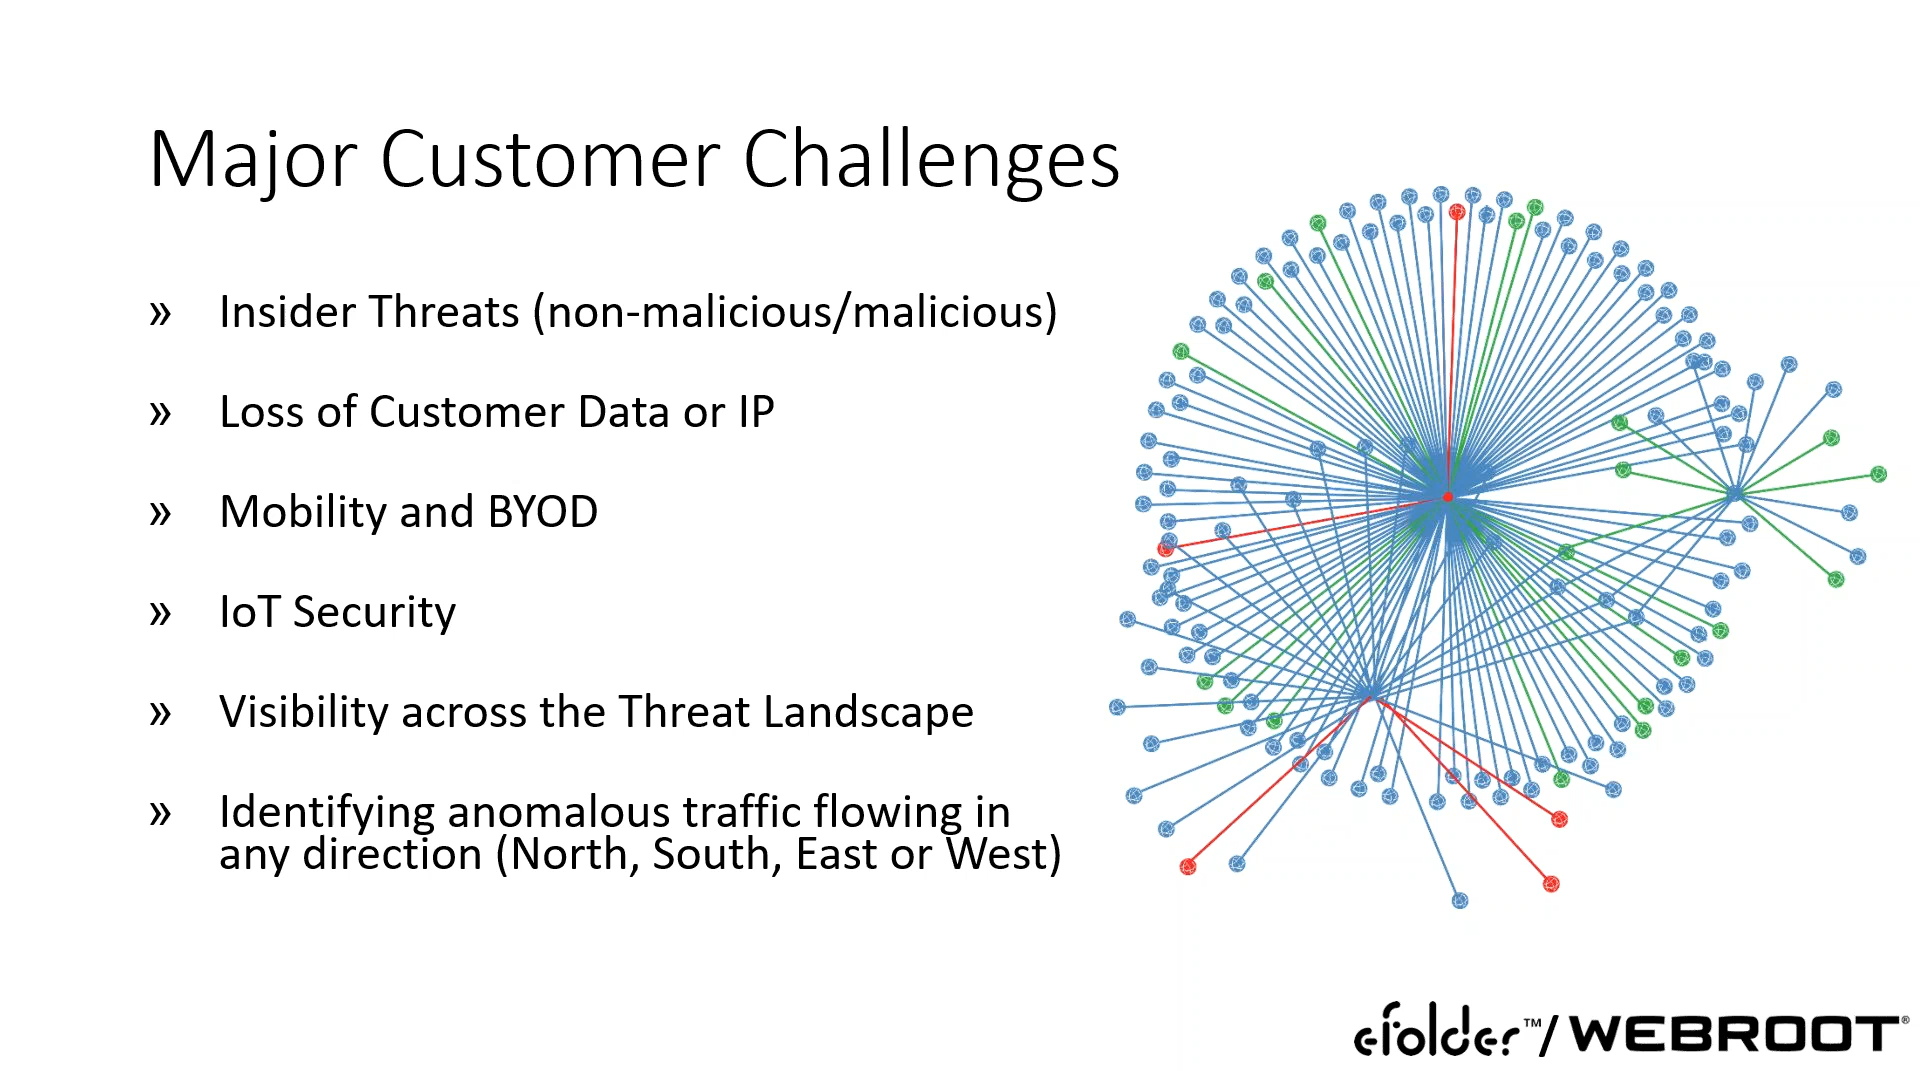 Major Customer Challenges
» Insider Threats (non-malicious/malicious)
» Loss of Customer Data or IP
» Mobility and BYOD
» IoT Security
» Visibility across the Threat Landscape
» Identifying anomalous traffic flowing in
any direction (North, South, East or West)
efolder™/WEBROOT®